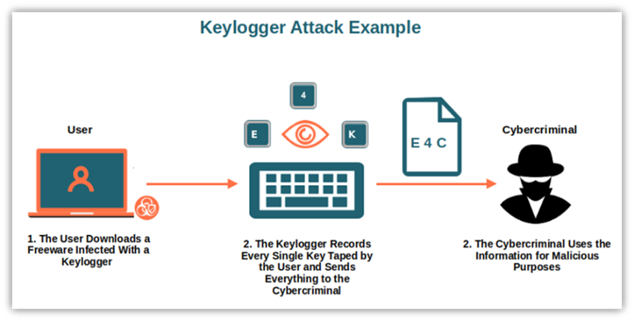 Keylogger Attack Example
4
E
K
User
E 4 C
Cybercriminal
1. The User Downloads a
Freeware Infected With a
Keylogger
2. The Keylogger Records
Every Single Key Taped by
the User and Sends
Everything to the
Cybercriminal
2. The Cybercriminal Uses the
Information for Malicious
Purposes